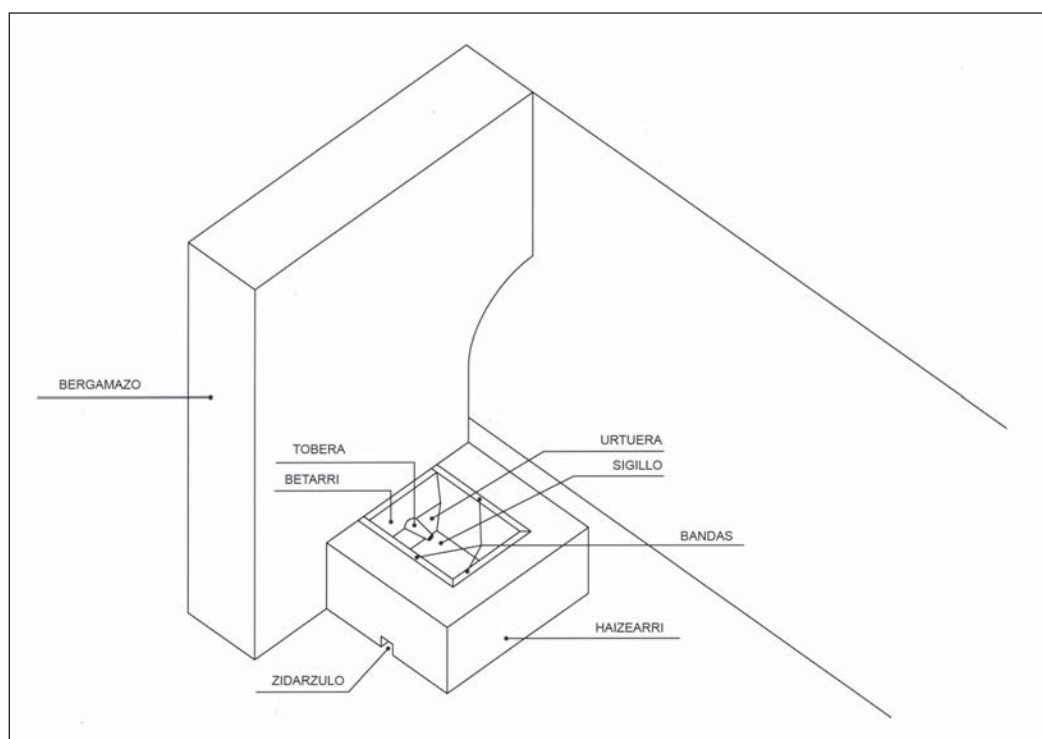 BERGAMAZO
TOBERA
BETARRI
URTUERA
SIGILLO
BANDAS
HAIZEARRI
ZIDARZULO